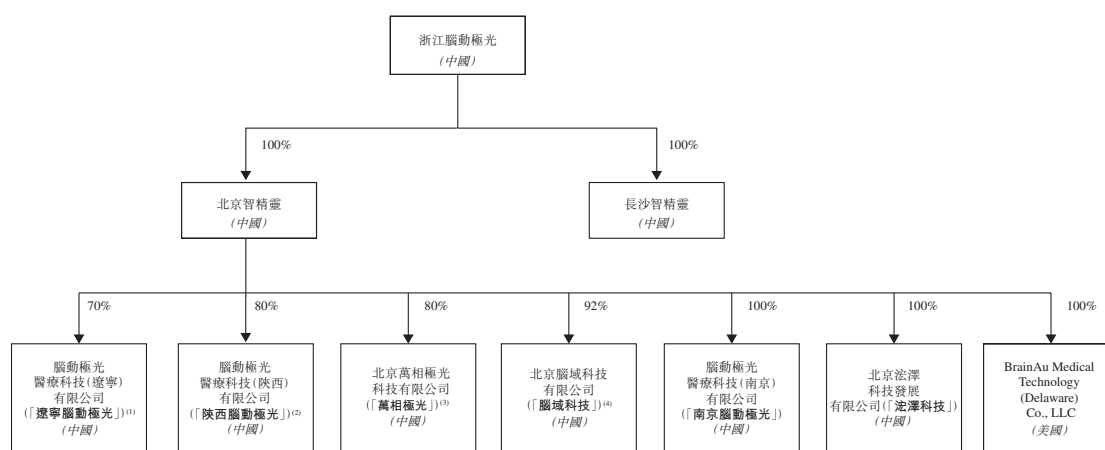 浙江腦動極光
(中國)
100%
100%
北京智精靈
(中國)
長沙智精靈
(中國)
70%
80%
80%
92%
100%
100%
100%
腦動極光
醫療科技(遼寧)
有限公司
(「遼寧腦動極光」)(1)
(中國)
腦動極光
醫療科技(陝西)
有限公司
(「陝西腦動極光」)(2)
(中國)
北京萬相極光
科技有限公司
(「萬相極光」)(3)
(中國)
北京腦域科技
有限公司
(「腦域科技」)(4)
(中國)
腦動極光
醫療科技(南京)
有限公司
(「南京腦動極光」)
(中國)
北京浤澤
科技發展
有限公司(「浤澤科技」)
(中國)
BrainAu Medical
Technology
(Delaware)
Co., LLC
(美國)